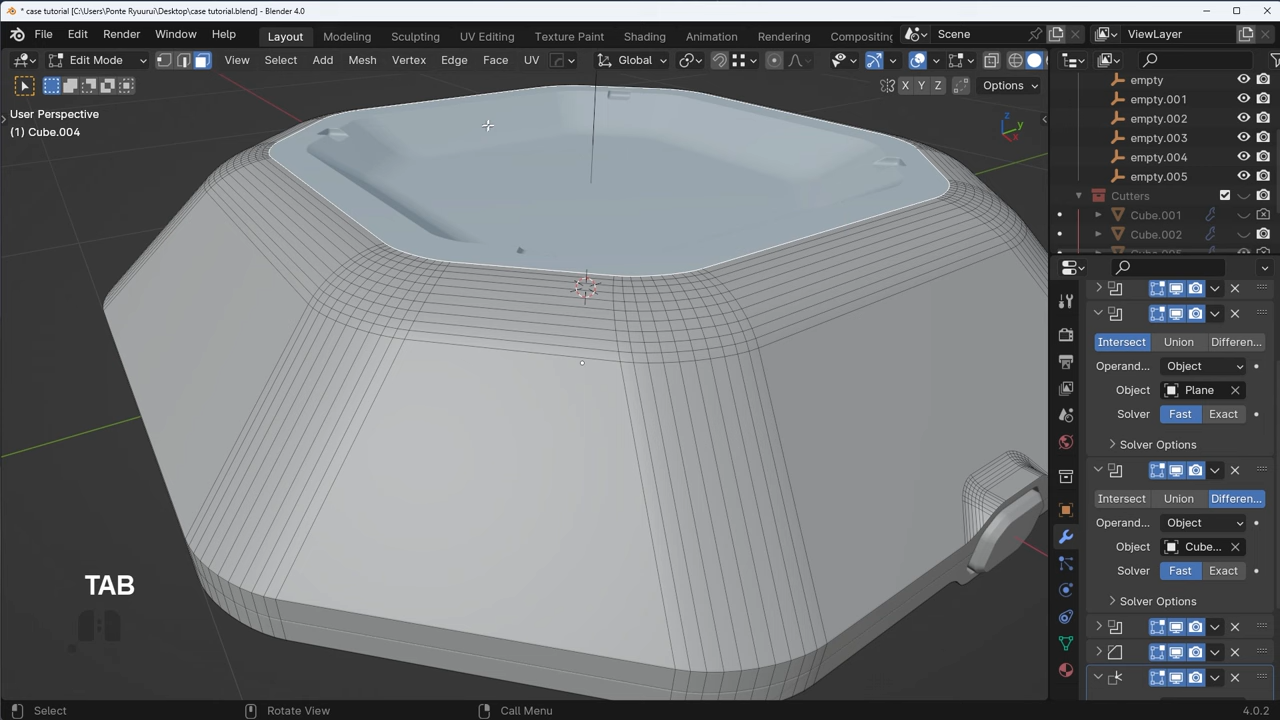 * case tutorial [C:\Users\Ponte Ryuurui\Desktop\case tutorial.blend] - Blender 4.0
File Edit Render Window Help Layout Modeling Sculpting UV Editing Texture Paint Shading Animation Rendering Compositing Scene ViewLayer
Edit Mode View Select Add Mesh Vertex Edge Face UV Global
X Y Z Options
User Perspective
(1) Cube.004
Z
Y
X
empty
empty.001
empty.002
empty.003
empty.004
empty.005
Cutters
Cube.001
Cube.002
Intersect Union Differen...
Operand... Object
Object Plane
Solver Fast Exact
Solver Options
Intersect Union Differen...
Operand... Object
Object Cube...
Solver Fast Exact
Solver Options
TAB
Select Rotate View Call Menu 4.0.2